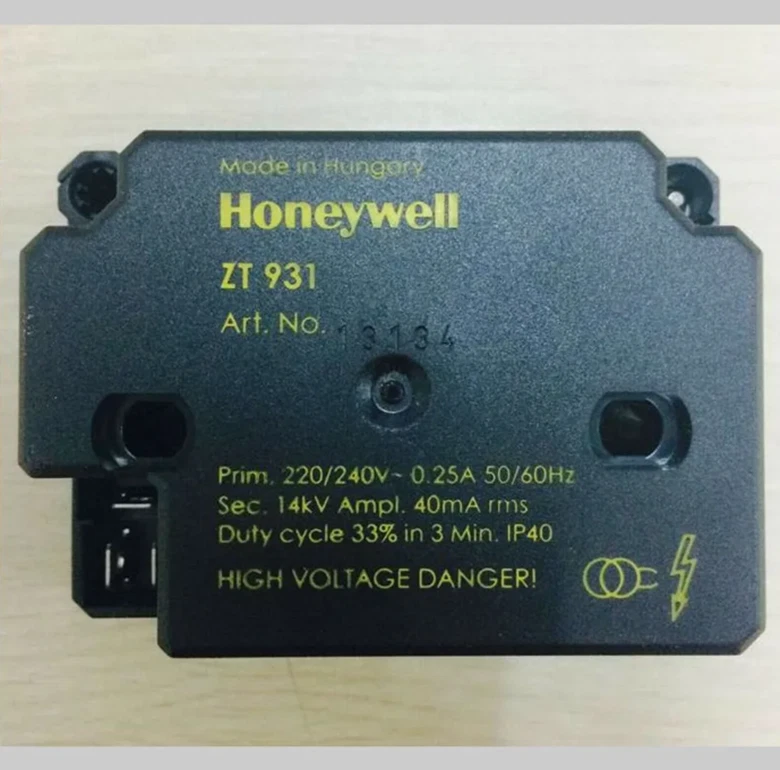 Made in Hungary
Honeywell
ZT 931
Art. No. 13134
Prim. 220/240V~ 0.25A 50/60Hz
Sec. 14kV Ampl. 40mA rms
Duty cycle 33% in 3 Min. IP40
HIGH VOLTAGE DANGER!